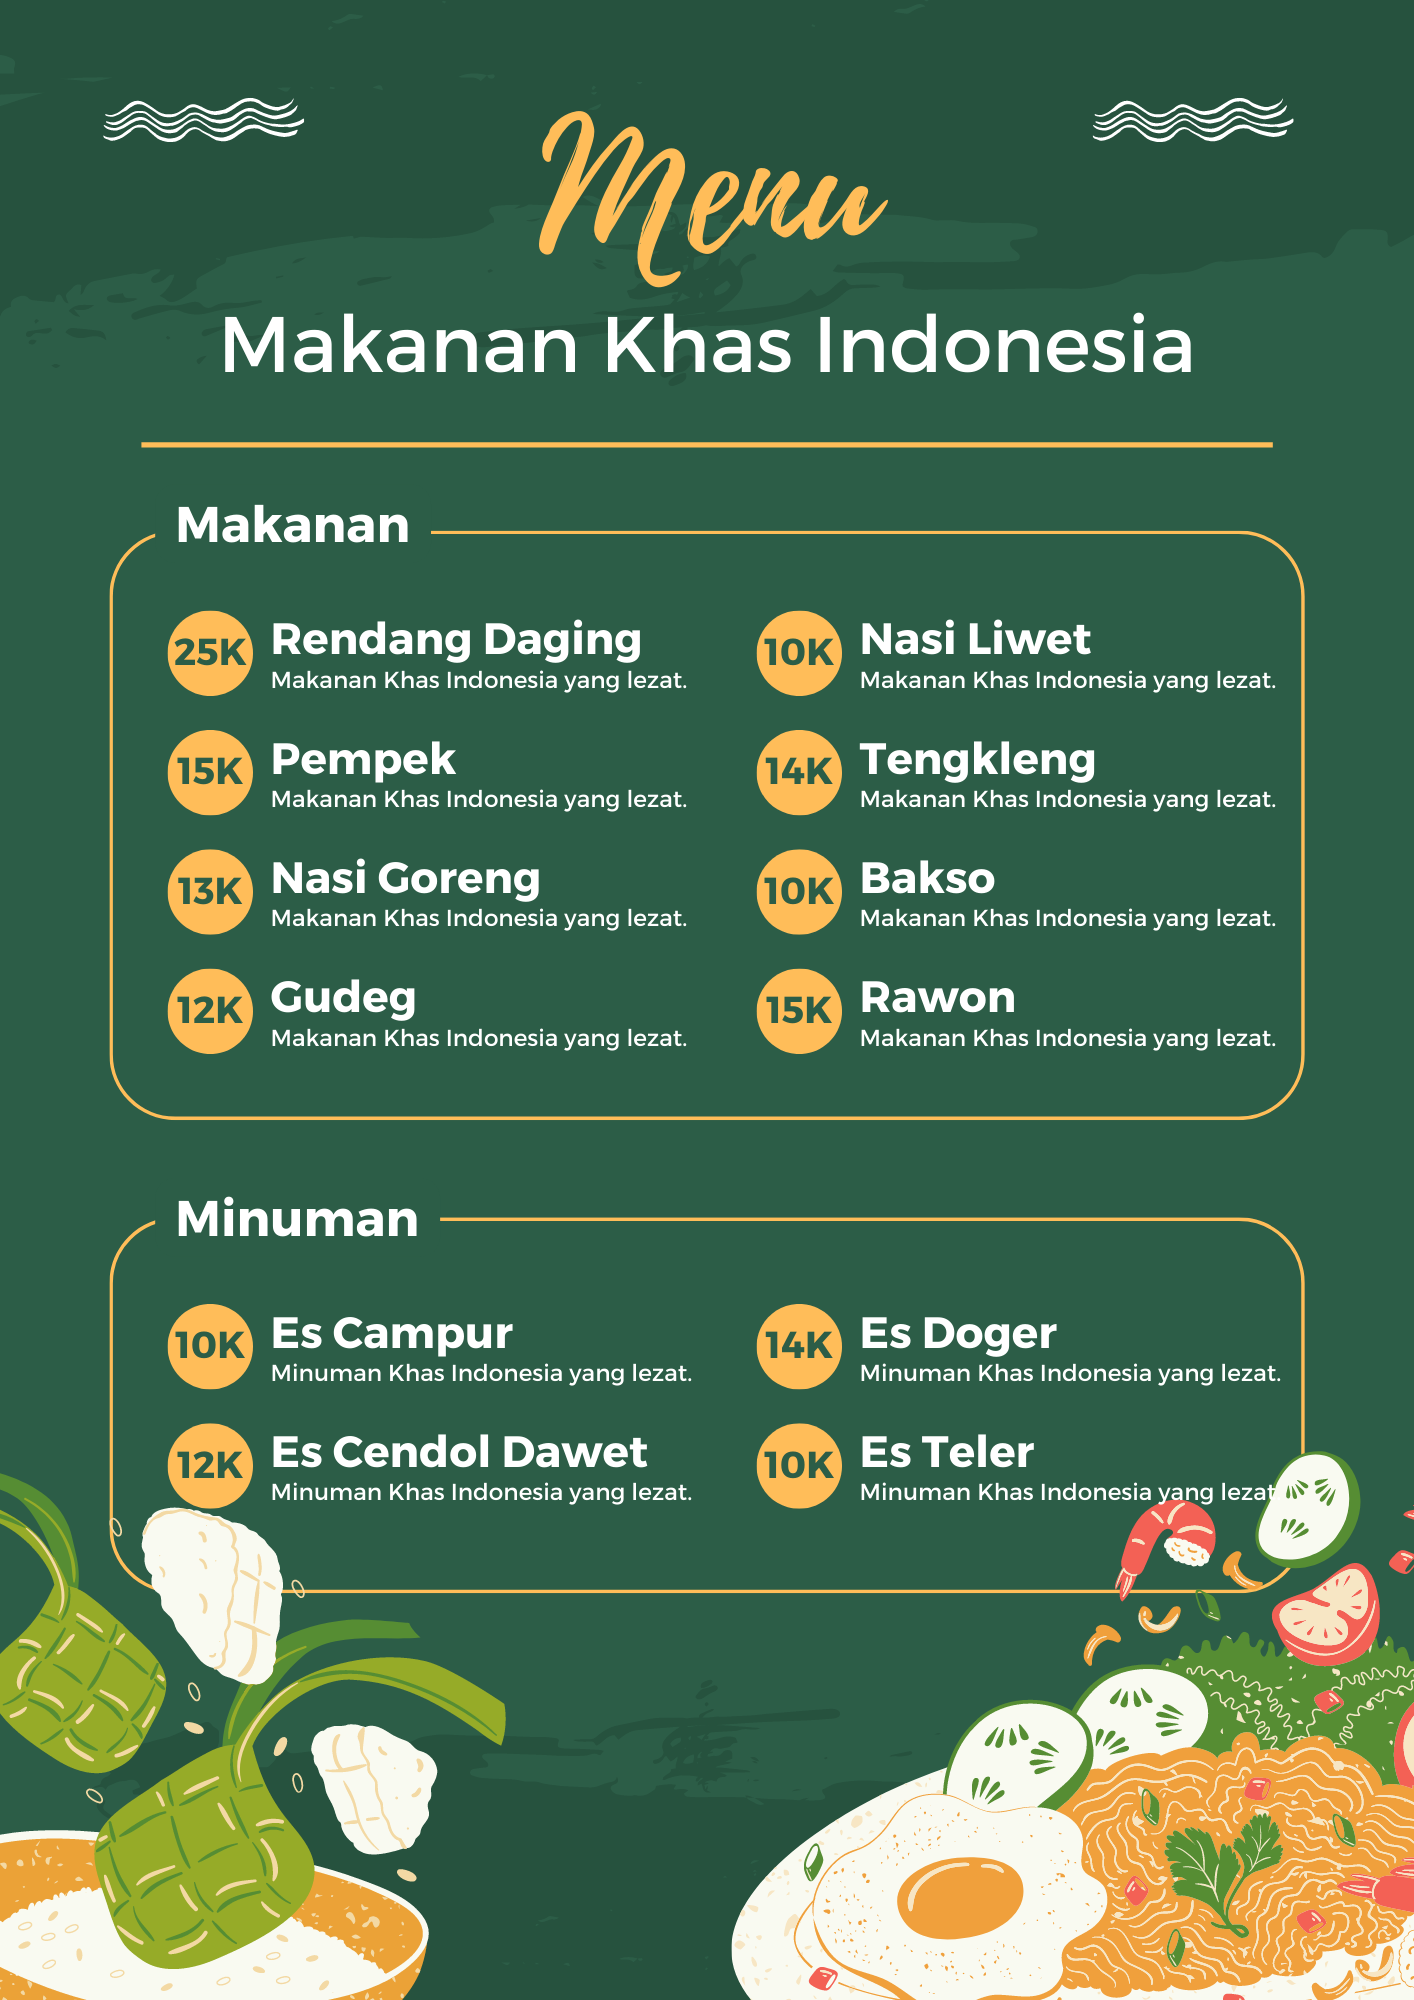 Menu
Makanan Khas Indonesia
Makanan
25K Rendang Daging
Makanan Khas Indonesia yang lezat.
15K Pempek
Makanan Khas Indonesia yang lezat.
13K Nasi Goreng
Makanan Khas Indonesia yang lezat.
12K Gudeg
Makanan Khas Indonesia yang lezat.
10K Nasi Liwet
Makanan Khas Indonesia yang lezat.
14K Tengkleng
Makanan Khas Indonesia yang lezat.
10K Bakso
Makanan Khas Indonesia yang lezat.
15K Rawon
Makanan Khas Indonesia yang lezat.
Minuman
10K Es Campur
Minuman Khas Indonesia yang lezat.
12K Es Cendol Dawet
Minuman Khas Indonesia yang lezat.
14K Es Doger
Minuman Khas Indonesia yang lezat.
10K Es Teler
Minuman Khas Indonesia yang lezat